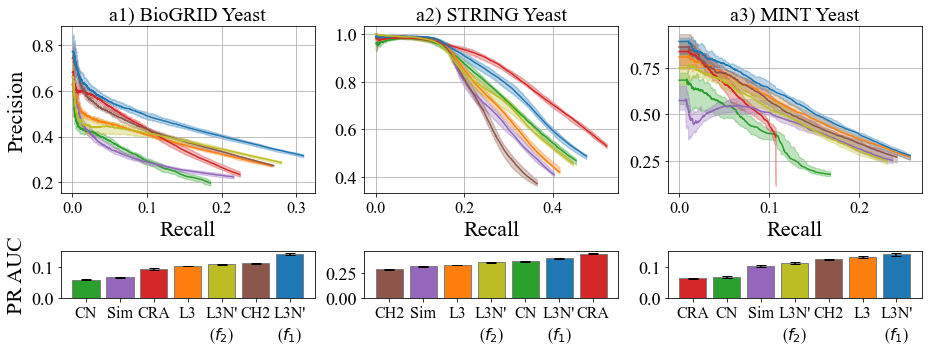 a1) BioGRID Yeast
a2) STRING Yeast
a3) MINT Yeast
Precision
0.8
0.6
0.4
0.2
0.0
0.1
0.2
0.3
Recall
1.0
0.8
0.6
0.4
0.0
0.2
0.4
Recall
0.75
0.50
0.25
0.0
0.1
0.2
Recall
PR AUC
0.1
0.0
CN Sim CRA L3 L3N' CH2 L3N'
(f₂) (f₁)
0.25
0.00
CH2 Sim L3 L3N' CN L3N' CRA
(f₂) (f₁)
0.1
0.0
CRA CN Sim L3N' CH2 L3 L3N'
(f₂) (f₁)